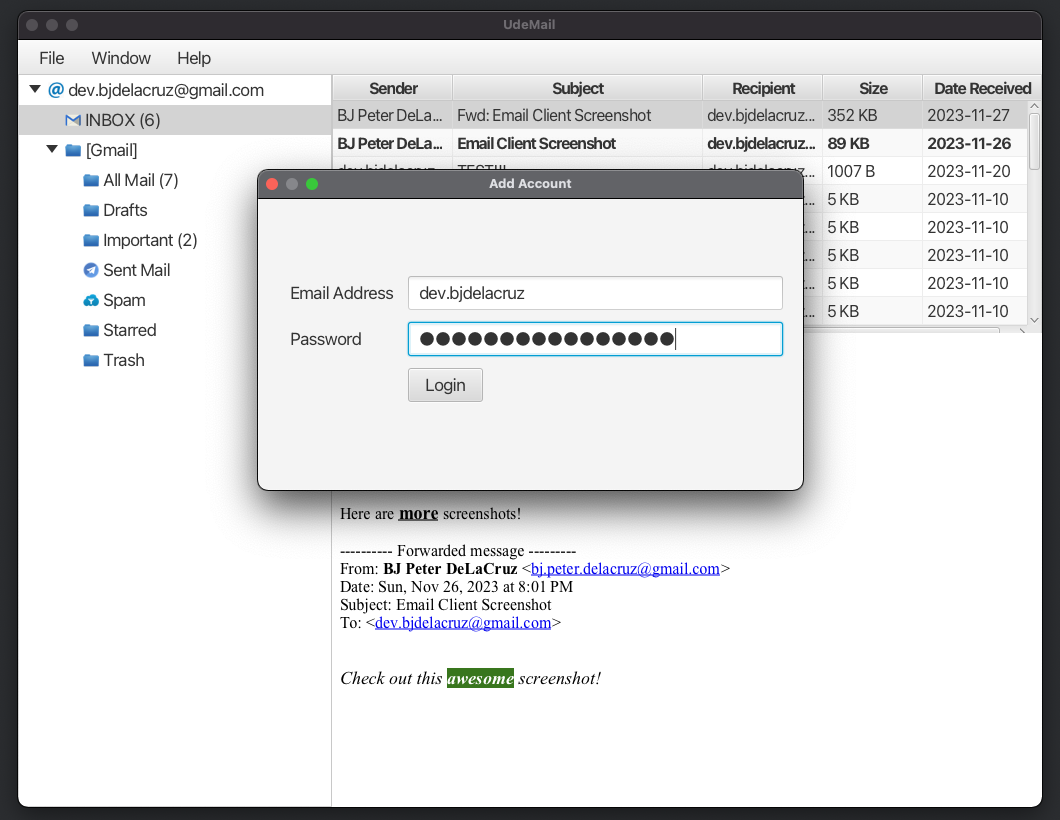 UdeMail
File Window Help
@ dev.bjdelacruz@gmail.com
INBOX (6)
[Gmail]
All Mail (7)
Drafts
Important (2)
Sent Mail
Spam
Starred
Trash
Sender Subject Recipient Size Date Received
BJ Peter DeLa... Fwd: Email Client Screenshot dev.bjdelacruz... 352 KB 2023-11-27
BJ Peter DeLa... Email Client Screenshot dev.bjdelacruz... 89 KB 2023-11-26
1007 B 2023-11-20
... 5 KB 2023-11-10
... 5 KB 2023-11-10
... 5 KB 2023-11-10
... 5 KB 2023-11-10
... 5 KB 2023-11-10
Add Account
Email Address dev.bjdelacruz
Password ●●●●●●●●●●●●●●●●
Login
Here are more screenshots!
---------- Forwarded message ---------
From: BJ Peter DeLaCruz <bj.peter.delacruz@gmail.com>
Date: Sun, Nov 26, 2023 at 8:01 PM
Subject: Email Client Screenshot
To: <dev.bjdelacruz@gmail.com>
Check out this awesome screenshot!